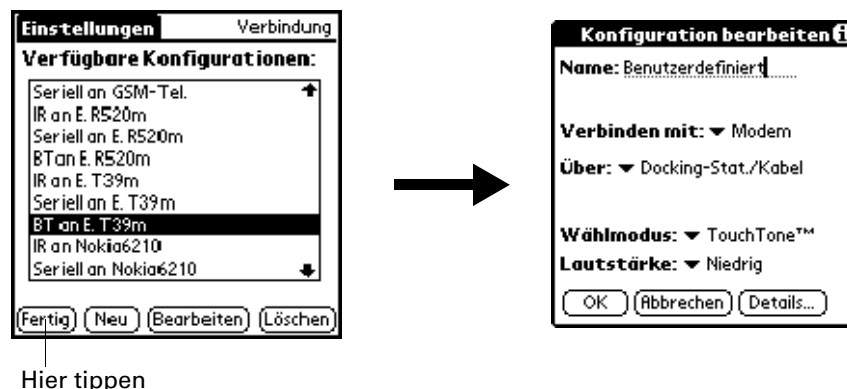 Einstellungen Verbindung
Verfügbare Konfigurationen:
Seriell an GSM-Tel.
IR an E. R520m
Seriell an E. R520m
BT an E. R520m
IR an E. T39m
Seriell an E. T39m
BT an E. T39m
IR an Nokia6210
Seriell an Nokia6210
Fertig Neu Bearbeiten Löschen
Hier tippen
Konfiguration bearbeiten i
Name: Benutzerdefiniert
Verbinden mit: Modem
Über: Docking-Stat./Kabel
Wählmodus: TouchTone™
Lautstärke: Niedrig
OK Abbrechen Details...